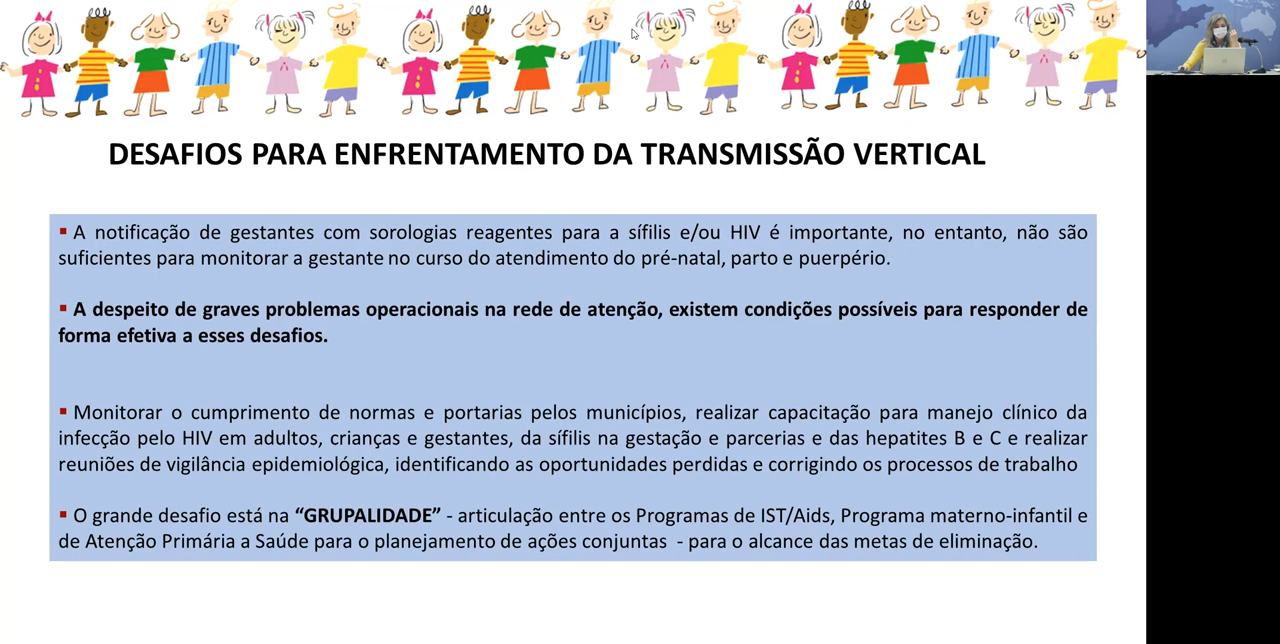 DESAFIOS PARA ENFRENTAMENTO DA TRANSMISSÃO VERTICAL
▪ A notificação de gestantes com sorologias reagentes para a sífilis e/ou HIV é importante, no entanto, não são
suficientes para monitorar a gestante no curso do atendimento do pré-natal, parto e puerpério.
▪ A despeito de graves problemas operacionais na rede de atenção, existem condições possíveis para responder de
forma efetiva a esses desafios.
▪ Monitorar o cumprimento de normas e portarias pelos municípios, realizar capacitação para manejo clínico da
infecção pelo HIV em adultos, crianças e gestantes, da sífilis na gestação e parcerias e das hepatites B e C e realizar
reuniões de vigilância epidemiológica, identificando as oportunidades perdidas e corrigindo os processos de trabalho
▪ O grande desafio está na “GRUPALIDADE” - articulação entre os Programas de IST/Aids, Programa materno-infantil e
de Atenção Primária a Saúde para o planejamento de ações conjuntas - para o alcance das metas de eliminação.